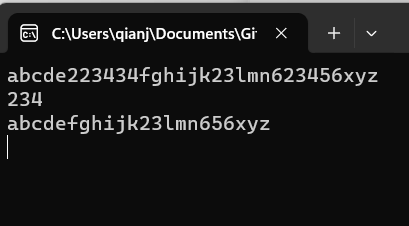 C:\Users\qianj\Documents\Gi
abcde223434fghijk23lmn623456xyz
234
abcdefghijk23lmn656xyz